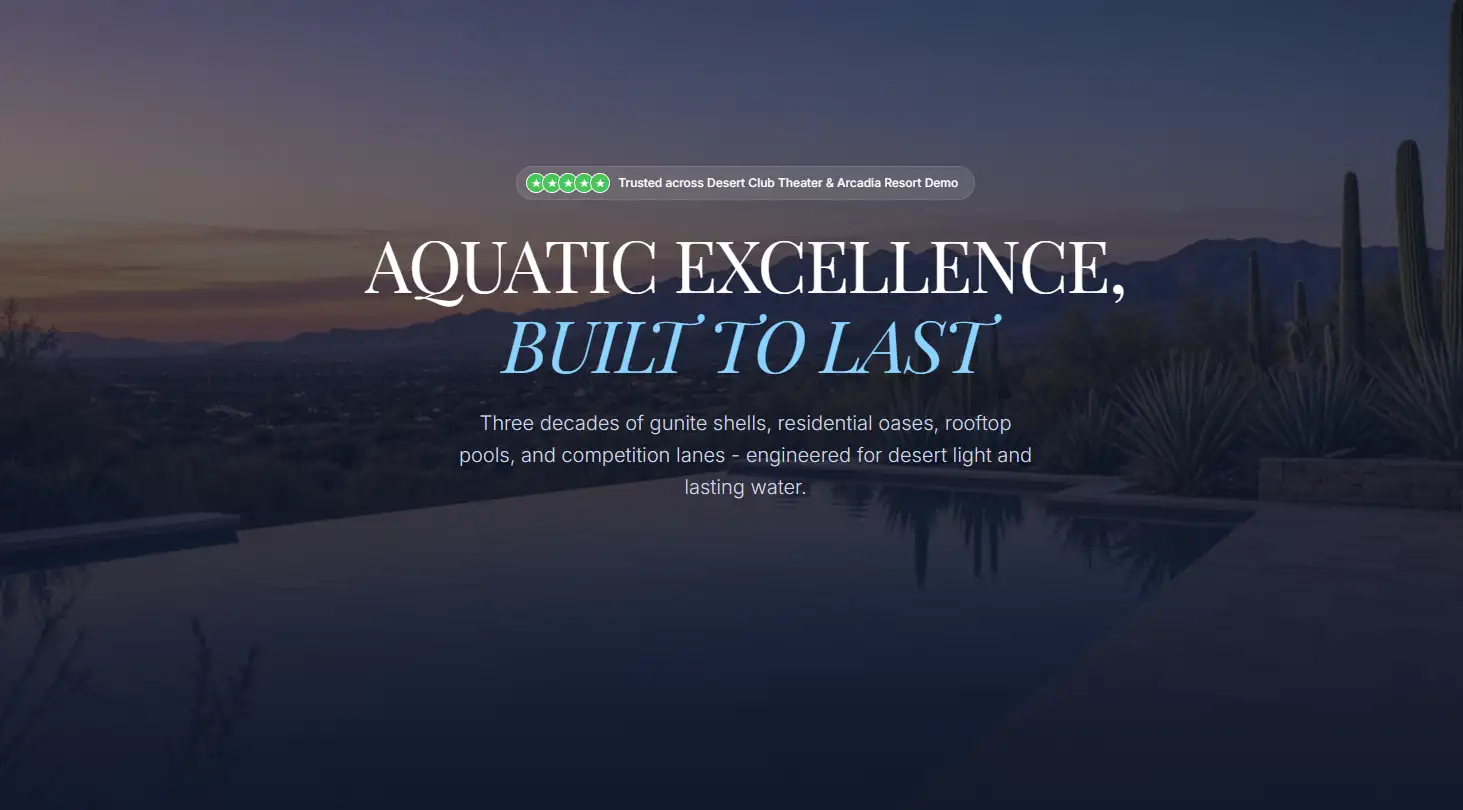 Trusted across Desert Club Theater & Arcadia Resort Demo
AQUATIC EXCELLENCE,
BUILT TO LAST
Three decades of gunite shells, residential oases, rooftop
pools, and competition lanes - engineered for desert light and
lasting water.